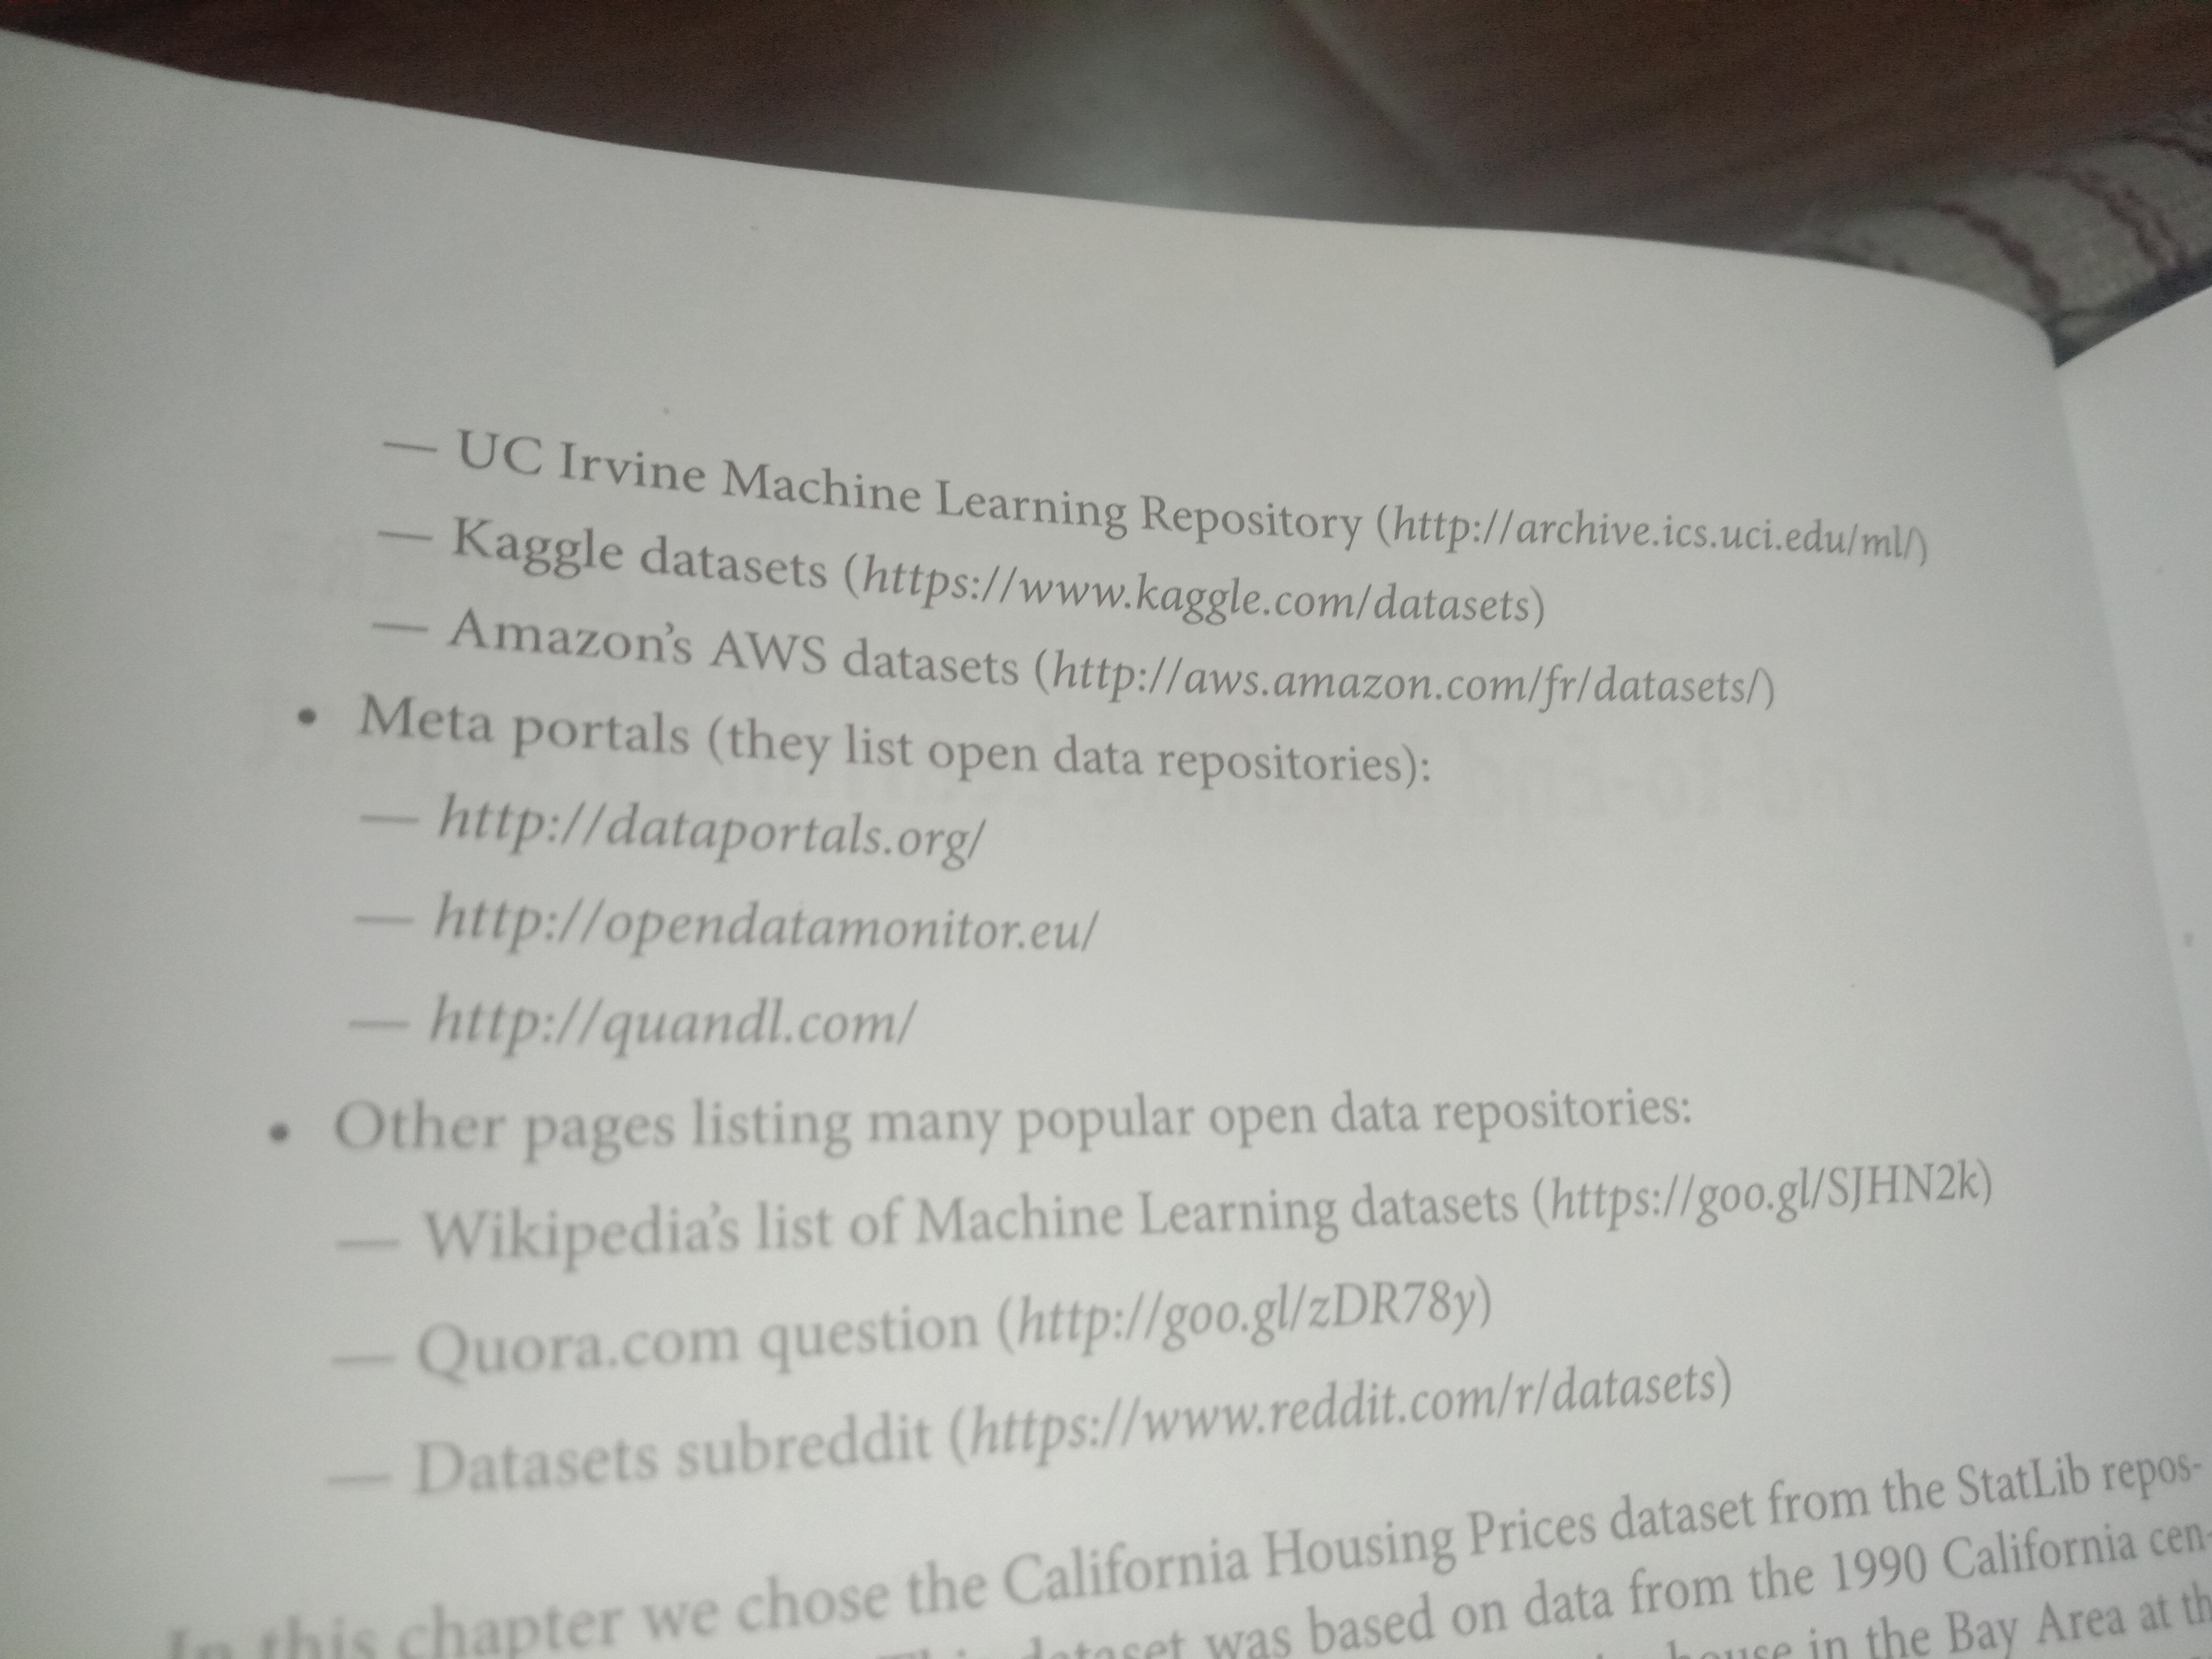 — UC Irvine Machine Learning Repository (http://archive.ics.uci.edu/ml/)
— Kaggle datasets (https://www.kaggle.com/datasets)
— Amazon's AWS datasets (http://aws.amazon.com/fr/datasets/)
• Meta portals (they list open data repositories):
— http://dataportals.org/
— http://opendatamonitor.eu/
— http://quandl.com/
• Other pages listing many popular open data repositories:
— Wikipedia's list of Machine Learning datasets (https://goo.gl/SJHN2k)
— Quora.com question (http://goo.gl/zDR78y)
— Datasets subreddit (https://www.reddit.com/r/datasets)
In this chapter we chose the California Housing Prices dataset from the StatLib repos-
This dataset was based on data from the 1990 California cen-
house in the Bay Area at